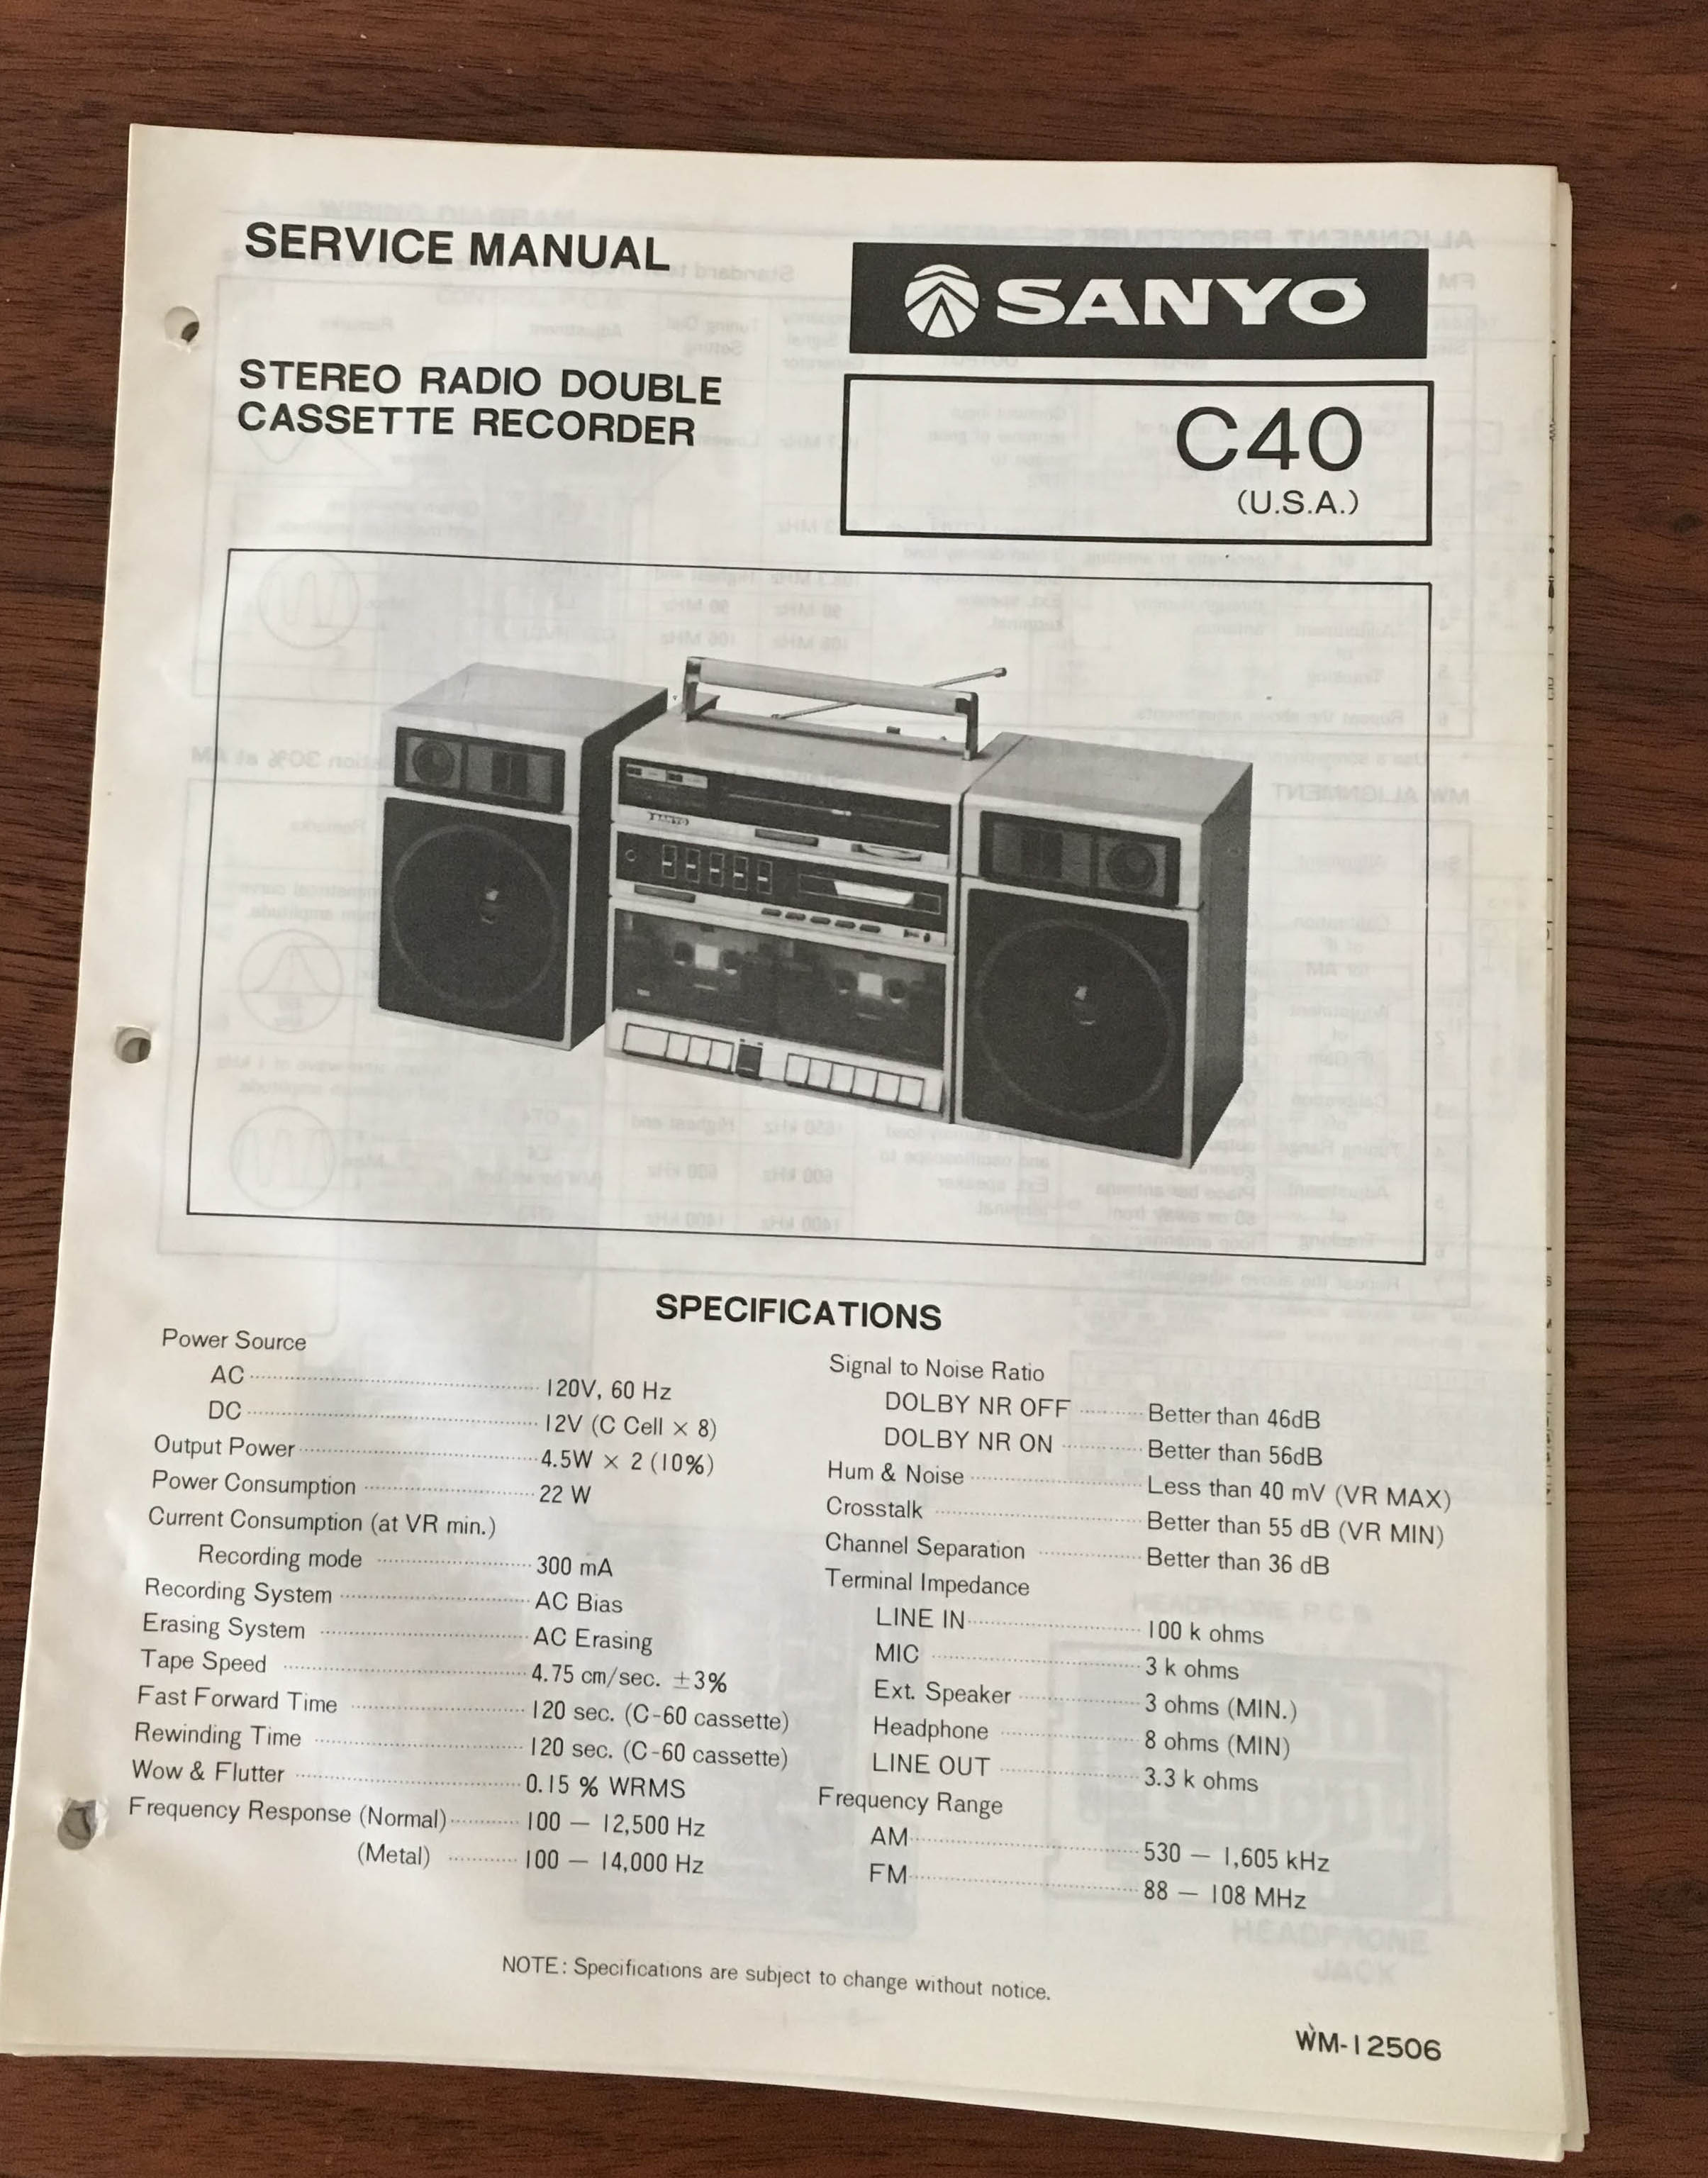 SERVICE MANUAL
SANYO
STEREO RADIO DOUBLE
CASSETTE RECORDER
C40
(U.S.A.)
SANYO
SPECIFICATIONS
Power Source
AC 120V, 60 Hz
DC 12V (C Cell × 8)
Output Power 4.5W × 2 (10%)
Power Consumption 22 W
Current Consumption (at VR min.)
Recording mode 300 mA
Recording System AC Bias
Erasing System AC Erasing
Tape Speed 4.75 cm/sec. ±3%
Fast Forward Time 120 sec. (C-60 cassette)
Rewinding Time 120 sec. (C-60 cassette)
Wow & Flutter 0.15 % WRMS
Frequency Response (Normal) 100 — 12,500 Hz
(Metal) 100 — 14,000 Hz
Signal to Noise Ratio
DOLBY NR OFF Better than 46dB
DOLBY NR ON Better than 56dB
Hum & Noise Less than 40 mV (VR MAX)
Crosstalk Better than 55 dB (VR MIN)
Channel Separation Better than 36 dB
Terminal Impedance
LINE IN 100 k ohms
MIC 3 k ohms
Ext. Speaker 3 ohms (MIN.)
Headphone 8 ohms (MIN)
LINE OUT 3.3 k ohms
Frequency Range
AM 530 — 1,605 kHz
FM 88 — 108 MHz
NOTE: Specifications are subject to change without notice.
WM-12506